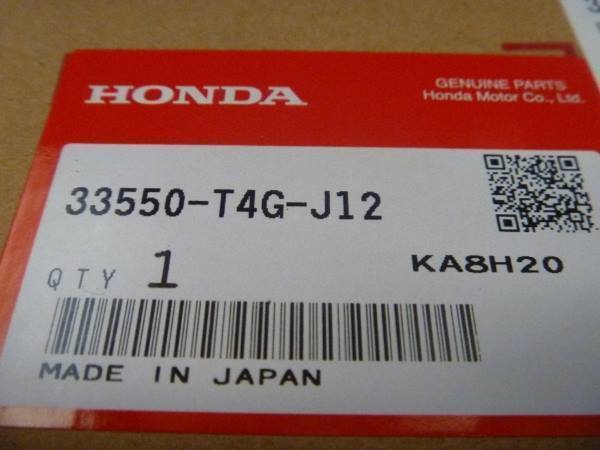 HONDA
GENUINE PARTS
Honda Motor Co., Ltd.
33550-T4G-J12
QTY 1
KA8H20
MADE IN JAPAN